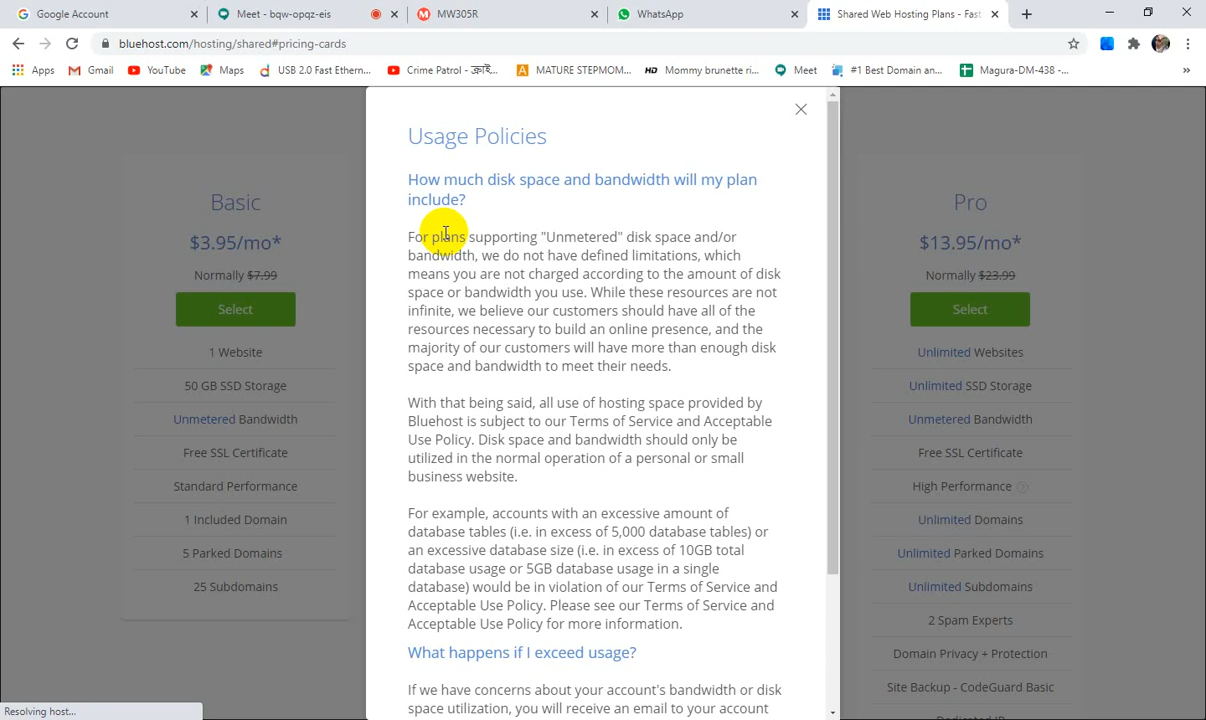 Google Account
Meet - bqw-opqz-eis
MW305R
WhatsApp
Shared Web Hosting Plans - Fast
bluehost.com/hosting/shared#pricing-cards
Apps
Gmail
YouTube
Maps
USB 2.0 Fast Ethern...
Crime Patrol - ক্রাই...
MATURE STEPMOM...
Mommy brunette ri...
Meet
#1 Best Domain an...
Magura-DM-438 -...
Usage Policies
How much disk space and bandwidth will my plan
include?
For plans supporting "Unmetered" disk space and/or
bandwidth, we do not have defined limitations, which
means you are not charged according to the amount of disk
space or bandwidth you use. While these resources are not
infinite, we believe our customers should have all of the
resources necessary to build an online presence, and the
majority of our customers will have more than enough disk
space and bandwidth to meet their needs.
With that being said, all use of hosting space provided by
Bluehost is subject to our Terms of Service and Acceptable
Use Policy. Disk space and bandwidth should only be
utilized in the normal operation of a personal or small
business website.
For example, accounts with an excessive amount of
database tables (i.e. in excess of 5,000 database tables) or
an excessive database size (i.e. in excess of 10GB total
database usage or 5GB database usage in a single
database) would be in violation of our Terms of Service and
Acceptable Use Policy. Please see our Terms of Service and
Acceptable Use Policy for more information.
What happens if I exceed usage?
If we have concerns about your account's bandwidth or disk
space utilization, you will receive an email to your account
Basic
$3.95/mo*
Normally $7.99
Select
1 Website
50 GB SSD Storage
Unmetered Bandwidth
Free SSL Certificate
Standard Performance
1 Included Domain
5 Parked Domains
25 Subdomains
Pro
$13.95/mo*
Normally $23.99
Select
Unlimited Websites
Unlimited SSD Storage
Unmetered Bandwidth
Free SSL Certificate
High Performance
Unlimited Domains
Unlimited Parked Domains
Unlimited Subdomains
2 Spam Experts
Domain Privacy + Protection
Site Backup - CodeGuard Basic
Resolving host...